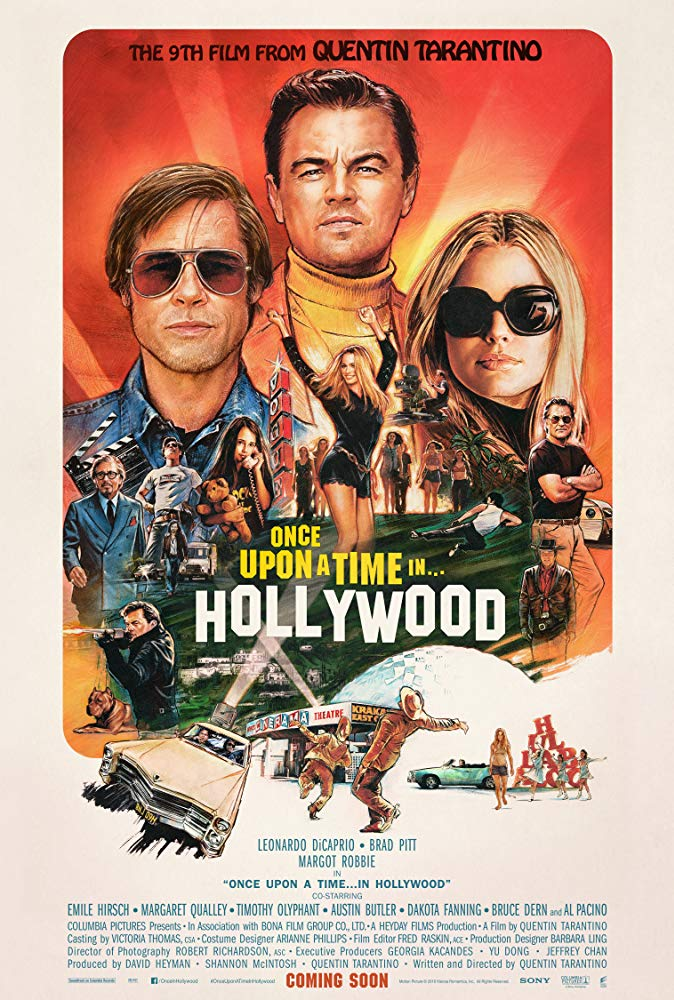 THE 9TH FILM FROM QUENTIN TARANTINO
ONCE
UPON A TIME IN...
HOLLYWOOD
CINERAMA THEATRE
LEONARDO DiCAPRIO • BRAD PITT
MARGOT ROBBIE
IN
"ONCE UPON A TIME...IN HOLLYWOOD"
CO-STARRING
EMILE HIRSCH • MARGARET QUALLEY • TIMOTHY OLYPHANT • AUSTIN BUTLER • DAKOTA FANNING • BRUCE DERN and AL PACINO
COLUMBIA PICTURES Presents • In Association with BONA FILM GROUP CO., LTD. • A HEYDAY FILMS Production • A Film by QUENTIN TARANTINO
Casting by VICTORIA THOMAS, CSA • Costume Designer ARIANNE PHILLIPS • Film Editor FRED RASKIN, ACE • Production Designer BARBARA LING
Director of Photography ROBERT RICHARDSON, ASC • Executive Producers GEORGIA KACANDES • YU DONG • JEFFREY CHAN
Produced by DAVID HEYMAN • SHANNON McINTOSH • QUENTIN TARANTINO • Written and Directed by QUENTIN TARANTINO
/OnceInHollywood
COMING SOON
SONY